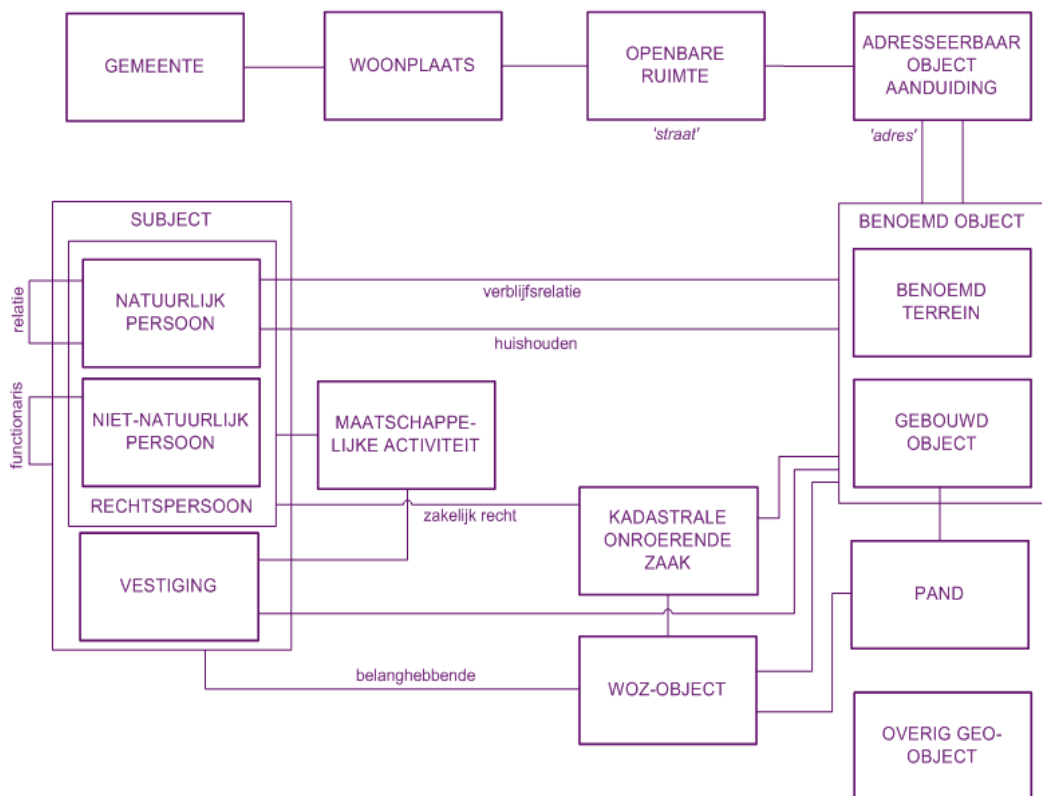 GEMEENTE
WOONPLAATS
OPENBARE
RUIMTE
ADRESSEERBAAR
OBJECT
AANDUIDING
'straat'
'adres'
SUBJECT
BENOEMD OBJECT
relatie
NATUURLIJK
PERSOON
verblijfsrelatie
huishouden
BENOEMD
TERREIN
functionaris
NIET-NATUURLIJK
PERSOON
MAATSCHAPPE-
LIJKE ACTIVITEIT
GEBOUWD
OBJECT
RECHTSPERSOON
zakelijk recht
KADASTRALE
ONROERENDE
ZAAK
VESTIGING
PAND
belanghebbende
WOZ-OBJECT
OVERIG GEO-
OBJECT